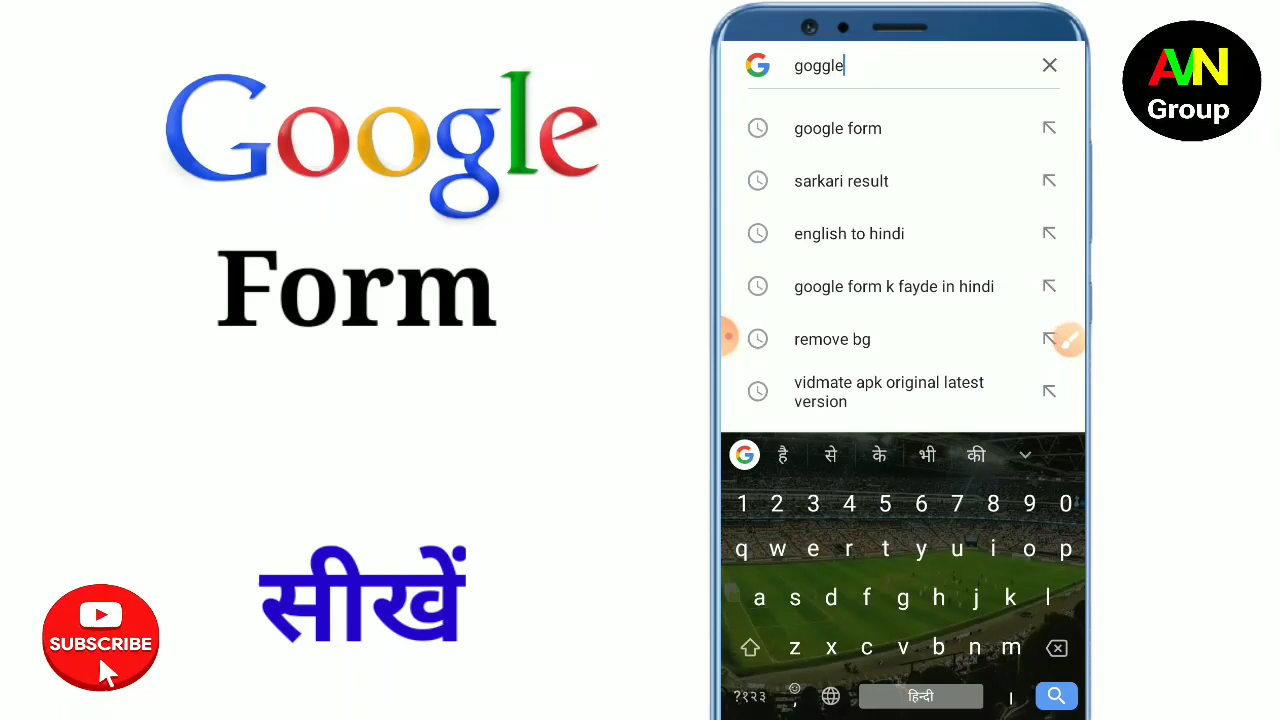 Google
Form
सीखें
SUBSCRIBE
AVN
Group
goggle
google form
sarkari result
english to hindi
google form k fayde in hindi
remove bg
vidmate apk original latest
version
है से के भी की
1 2 3 4 5 6 7 8 9 0
q w e r t y u i o p
a s d f g h j k l
z x c v b n m
?१२३ , हिन्दी ।